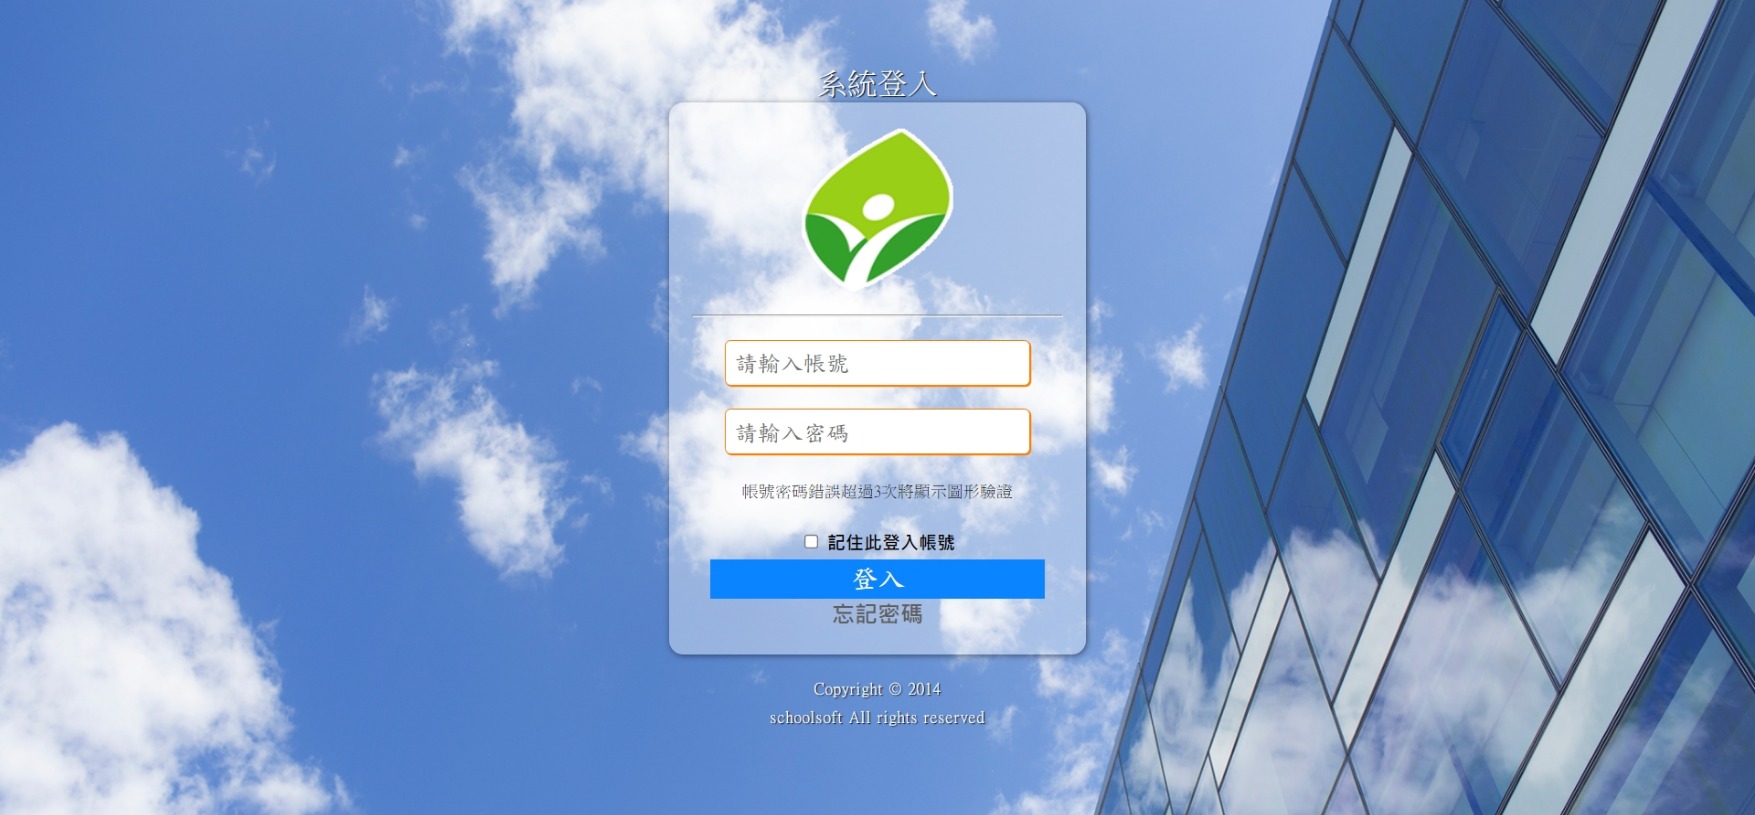 系統登入
請輸入帳號
請輸入密碼
帳號密碼錯誤超過3次將顯示圖形驗證
記住此登入帳號
登入
忘記密碼
Copyright © 2014
schoolsoft All rights reserved